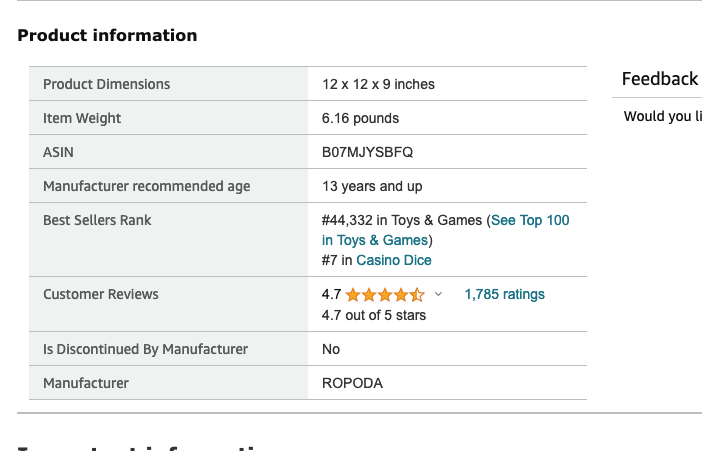 Product information
Feedback
Product Dimensions 12 x 12 x 9 inches
Would you li
Item Weight 6.16 pounds
ASIN B07MJYSBFQ
Manufacturer recommended age 13 years and up
Best Sellers Rank #44,332 in Toys & Games (See Top 100
in Toys & Games)
#7 in Casino Dice
Customer Reviews 4.7 1,785 ratings
4.7 out of 5 stars
Is Discontinued By Manufacturer No
Manufacturer ROPODA